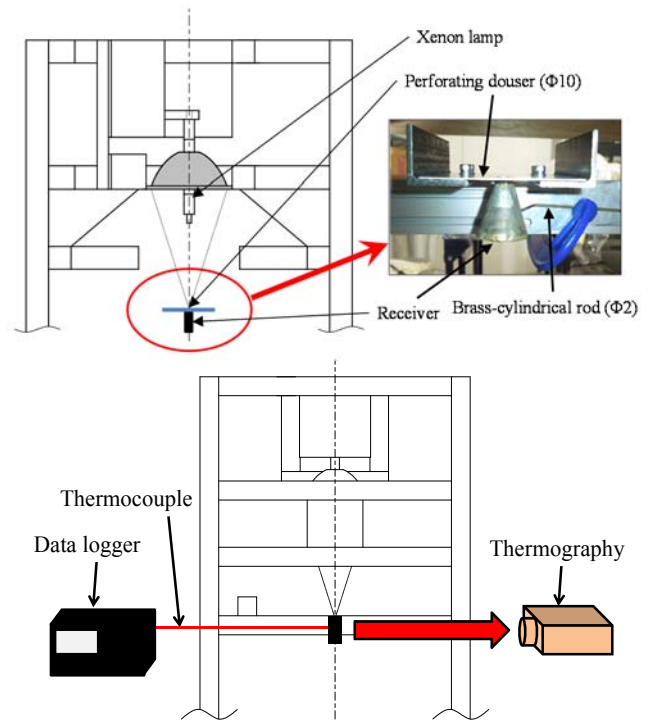 Xenon lamp
Perforating douser (Φ10)
Receiver
Brass-cylindrical rod (Φ2)
Thermocouple
Data logger
Thermography